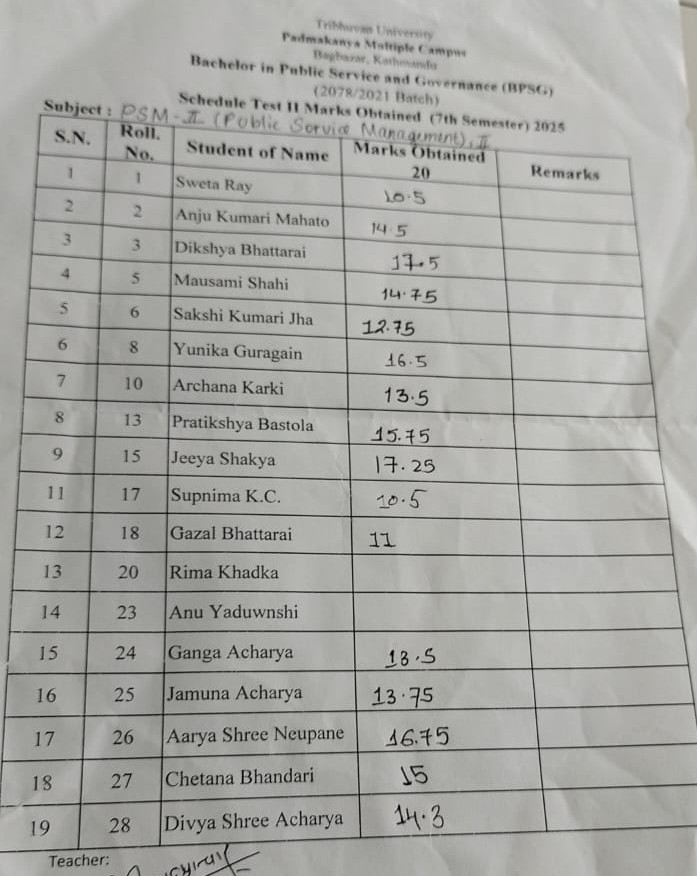 Tribhuvan University
Padmakanya Multiple Campus
Bagbazar, Kathmandu
Bachelor in Public Service and Governance (BPSG)
(2078/2021 Batch)
Schedule Test II Marks Obtained (7th Semester) 2025
Subject : PSM-II (Public Service Management), II
S.N. Roll. No. Student of Name Marks Obtained 20 Remarks
1 1 Sweta Ray 10.5
2 2 Anju Kumari Mahato 14.5
3 3 Dikshya Bhattarai 17.5
4 5 Mausami Shahi 14.75
5 6 Sakshi Kumari Jha 12.75
6 8 Yunika Guragain 16.5
7 10 Archana Karki 13.5
8 13 Pratikshya Bastola 15.75
9 15 Jeeya Shakya 17.25
11 17 Supnima K.C. 10.5
12 18 Gazal Bhattarai 11
13 20 Rima Khadka
14 23 Anu Yaduwnshi
15 24 Ganga Acharya 13.5
16 25 Jamuna Acharya 13.75
17 26 Aarya Shree Neupane 16.75
18 27 Chetana Bhandari 15
19 28 Divya Shree Acharya 14.3
Teacher: